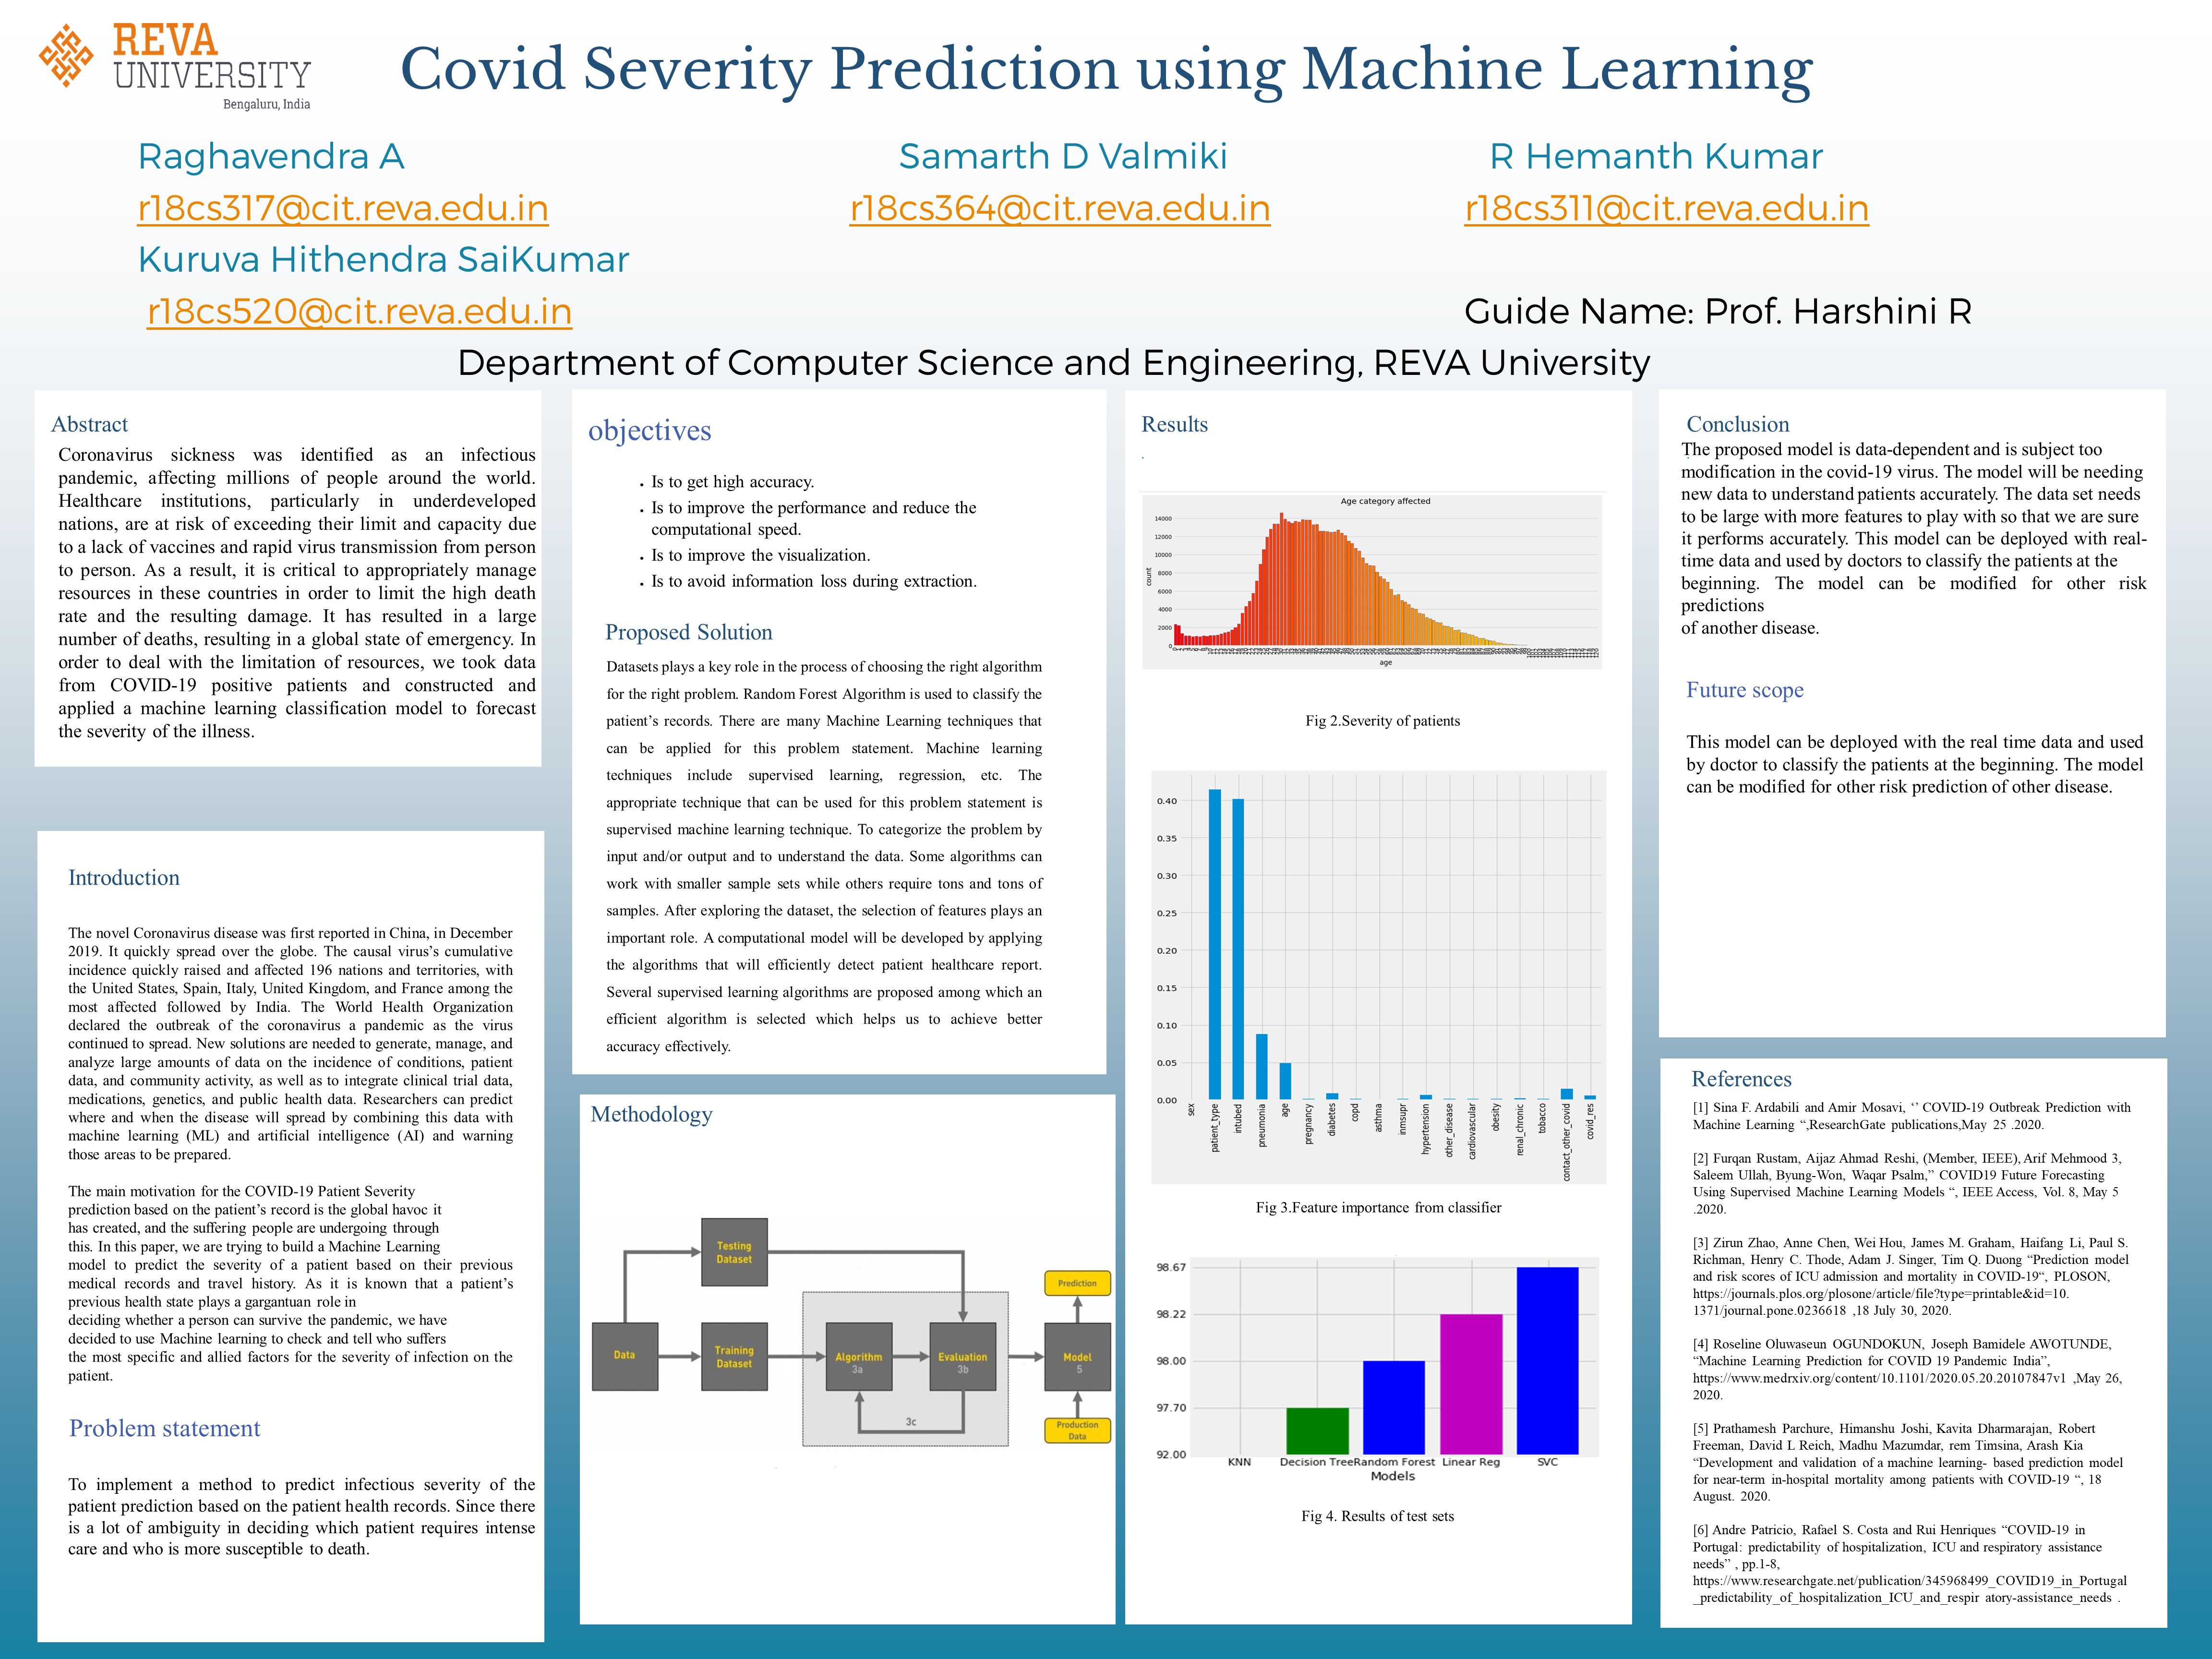 REVA
UNIVERSITY
Bengaluru, India
Covid Severity Prediction using Machine Learning
Raghavendra A
Samarth D Valmiki
R Hemanth Kumar
r18cs317@cit.reva.edu.in
r18cs364@cit.reva.edu.in
r18cs311@cit.reva.edu.in
Kuruva Hithendra SaiKumar
r18cs520@cit.reva.edu.in
Guide Name: Prof. Harshini R
Department of Computer Science and Engineering, REVA University
Abstract
Coronavirus sickness was identified as an infectious
pandemic, affecting millions of people around the world.
Healthcare institutions, particularly in underdeveloped
nations, are at risk of exceeding their limit and capacity due
to a lack of vaccines and rapid virus transmission from person
to person. As a result, it is critical to appropriately manage
resources in these countries in order to limit the high death
rate and the resulting damage. It has resulted in a large
number of deaths, resulting in a global state of emergency. In
order to deal with the limitation of resources, we took data
from COVID-19 positive patients and constructed and
applied a machine learning classification model to forecast
the severity of the illness.
Introduction
The novel Coronavirus disease was first reported in China, in December
2019. It quickly spread over the globe. The causal virus's cumulative
incidence quickly raised and affected 196 nations and territories, with
the United States, Spain, Italy, United Kingdom, and France among the
most affected followed by India. The World Health Organization
declared the outbreak of the coronavirus a pandemic as the virus
continued to spread. New solutions are needed to generate, manage, and
analyze large amounts of data on the incidence of conditions, patient
data, and community activity, as well as to integrate clinical trial data,
medications, genetics, and public health data. Researchers can predict
where and when the disease will spread by combining this data with
machine learning (ML) and artificial intelligence (AI) and warning
those areas to be prepared.
The main motivation for the COVID-19 Patient Severity
prediction based on the patient's record is the global havoc it
has created, and the suffering people are undergoing through
this. In this paper, we are trying to build a Machine Learning
model to predict the severity of a patient based on their previous
medical records and travel history. As it is known that a patient's
previous health state plays a gargantuan role in
deciding whether a person can survive the pandemic, we have
decided to use Machine learning to check and tell who suffers
the most specific and allied factors for the severity of infection on the
patient.
Problem statement
To implement a method to predict infectious severity of the
patient prediction based on the patient health records. Since there
is a lot of ambiguity in deciding which patient requires intense
care and who is more susceptible to death.
objectives
• Is to get high accuracy.
• Is to improve the performance and reduce the
computational speed.
• Is to improve the visualization.
• Is to avoid information loss during extraction.
Proposed Solution
Datasets plays a key role in the process of choosing the right algorithm
for the right problem. Random Forest Algorithm is used to classify the
patient's records. There are many Machine Learning techniques that
can be applied for this problem statement. Machine learning
techniques include supervised learning, regression, etc. The
appropriate technique that can be used for this problem statement is
supervised machine learning technique. To categorize the problem by
input and/or output and to understand the data. Some algorithms can
work with smaller sample sets while others require tons and tons of
samples. After exploring the dataset, the selection of features plays an
important role. A computational model will be developed by applying
the algorithms that will efficiently detect patient healthcare report.
Several supervised learning algorithms are proposed among which an
efficient algorithm is selected which helps us to achieve better
accuracy effectively.
Methodology
Testing
Dataset
Prediction
Data
Training
Dataset
Algorithm
3a
Evaluation
3b
Model
5
3c
Production
Data
Results
.
Age category affected
14000
12000
10000
8000
6000
4000
2000
0
count
age
Fig 2.Severity of patients
0.40
0.35
0.30
0.25
0.20
0.15
0.10
0.05
0.00
sex
patient_type
intubed
pneumonia
age
pregnancy
diabetes
copd
asthma
inmsupr
hypertension
other_disease
cardiovascular
obesity
renal_chronic
tobacco
contact_other_covid
covid_res
Fig 3.Feature importance from classifier
98.67
98.22
98.00
97.70
92.00
KNN
Decision Tree
Random Forest
Linear Reg
SVC
Models
Fig 4. Results of test sets
Conclusion
The proposed model is data-dependent and is subject too
modification in the covid-19 virus. The model will be needing
new data to understand patients accurately. The data set needs
to be large with more features to play with so that we are sure
it performs accurately. This model can be deployed with real-
time data and used by doctors to classify the patients at the
beginning. The model can be modified for other risk
predictions
of another disease.
Future scope
This model can be deployed with the real time data and used
by doctor to classify the patients at the beginning. The model
can be modified for other risk prediction of other disease.
References
[1] Sina F. Ardabili and Amir Mosavi, ‘’ COVID-19 Outbreak Prediction with
Machine Learning “,ResearchGate publications,May 25 .2020.
[2] Furqan Rustam, Aijaz Ahmad Reshi, (Member, IEEE), Arif Mehmood 3,
Saleem Ullah, Byung-Won, Waqar Psalm,” COVID19 Future Forecasting
Using Supervised Machine Learning Models “, IEEE Access, Vol. 8, May 5
.2020.
[3] Zirun Zhao, Anne Chen, Wei Hou, James M. Graham, Haifang Li, Paul S.
Richman, Henry C. Thode, Adam J. Singer, Tim Q. Duong “Prediction model
and risk scores of ICU admission and mortality in COVID-19“, PLOSON,
https://journals.plos.org/plosone/article/file?type=printable&id=10.
1371/journal.pone.0236618 ,18 July 30, 2020.
[4] Roseline Oluwaseun OGUNDOKUN, Joseph Bamidele AWOTUNDE,
“Machine Learning Prediction for COVID 19 Pandemic India”,
https://www.medrxiv.org/content/10.1101/2020.05.20.20107847v1 ,May 26,
2020.
[5] Prathamesh Parchure, Himanshu Joshi, Kavita Dharmarajan, Robert
Freeman, David L Reich, Madhu Mazumdar, rem Timsina, Arash Kia
“Development and validation of a machine learning- based prediction model
for near-term in-hospital mortality among patients with COVID-19 “, 18
August. 2020.
[6] Andre Patricio, Rafael S. Costa and Rui Henriques “COVID-19 in
Portugal: predictability of hospitalization, ICU and respiratory assistance
needs” , pp.1-8,
https://www.researchgate.net/publication/345968499_COVID19_in_Portugal
_predictability_of_hospitalization_ICU_and_respir atory-assistance_needs .